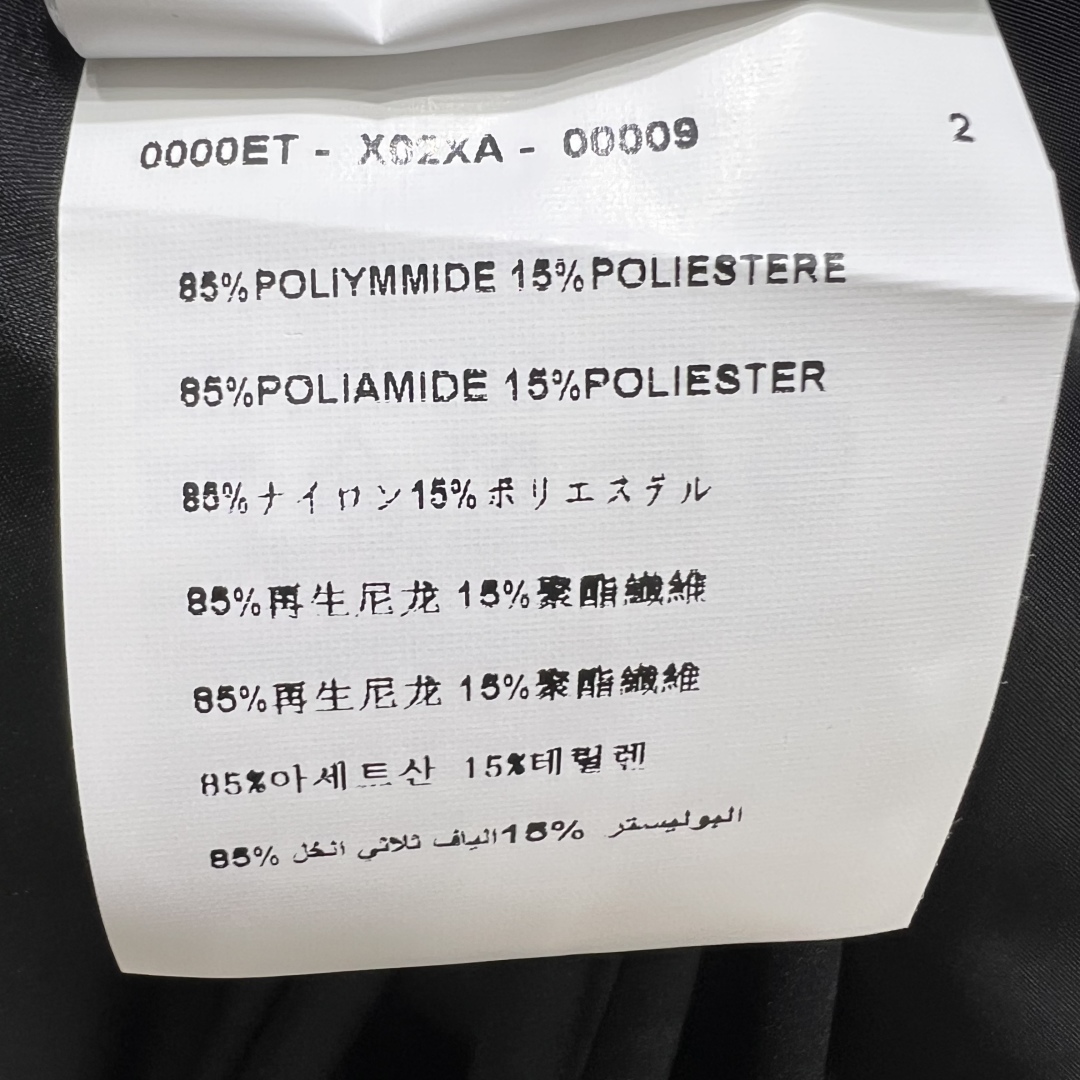 0000ET - X02XA - 00009
2
85%POLIYMMIDE 15%POLIESTERE
85%POLIAMIDE 15%POLIESTER
85%ナイロン15%ポリエステル
85%再生尼龙 15%聚酯纖維
85%再生尼龙 15%聚酯纖維
85%아세트산 15%테릴렌
85% الياف ثلاثي الخل15% البوليستر